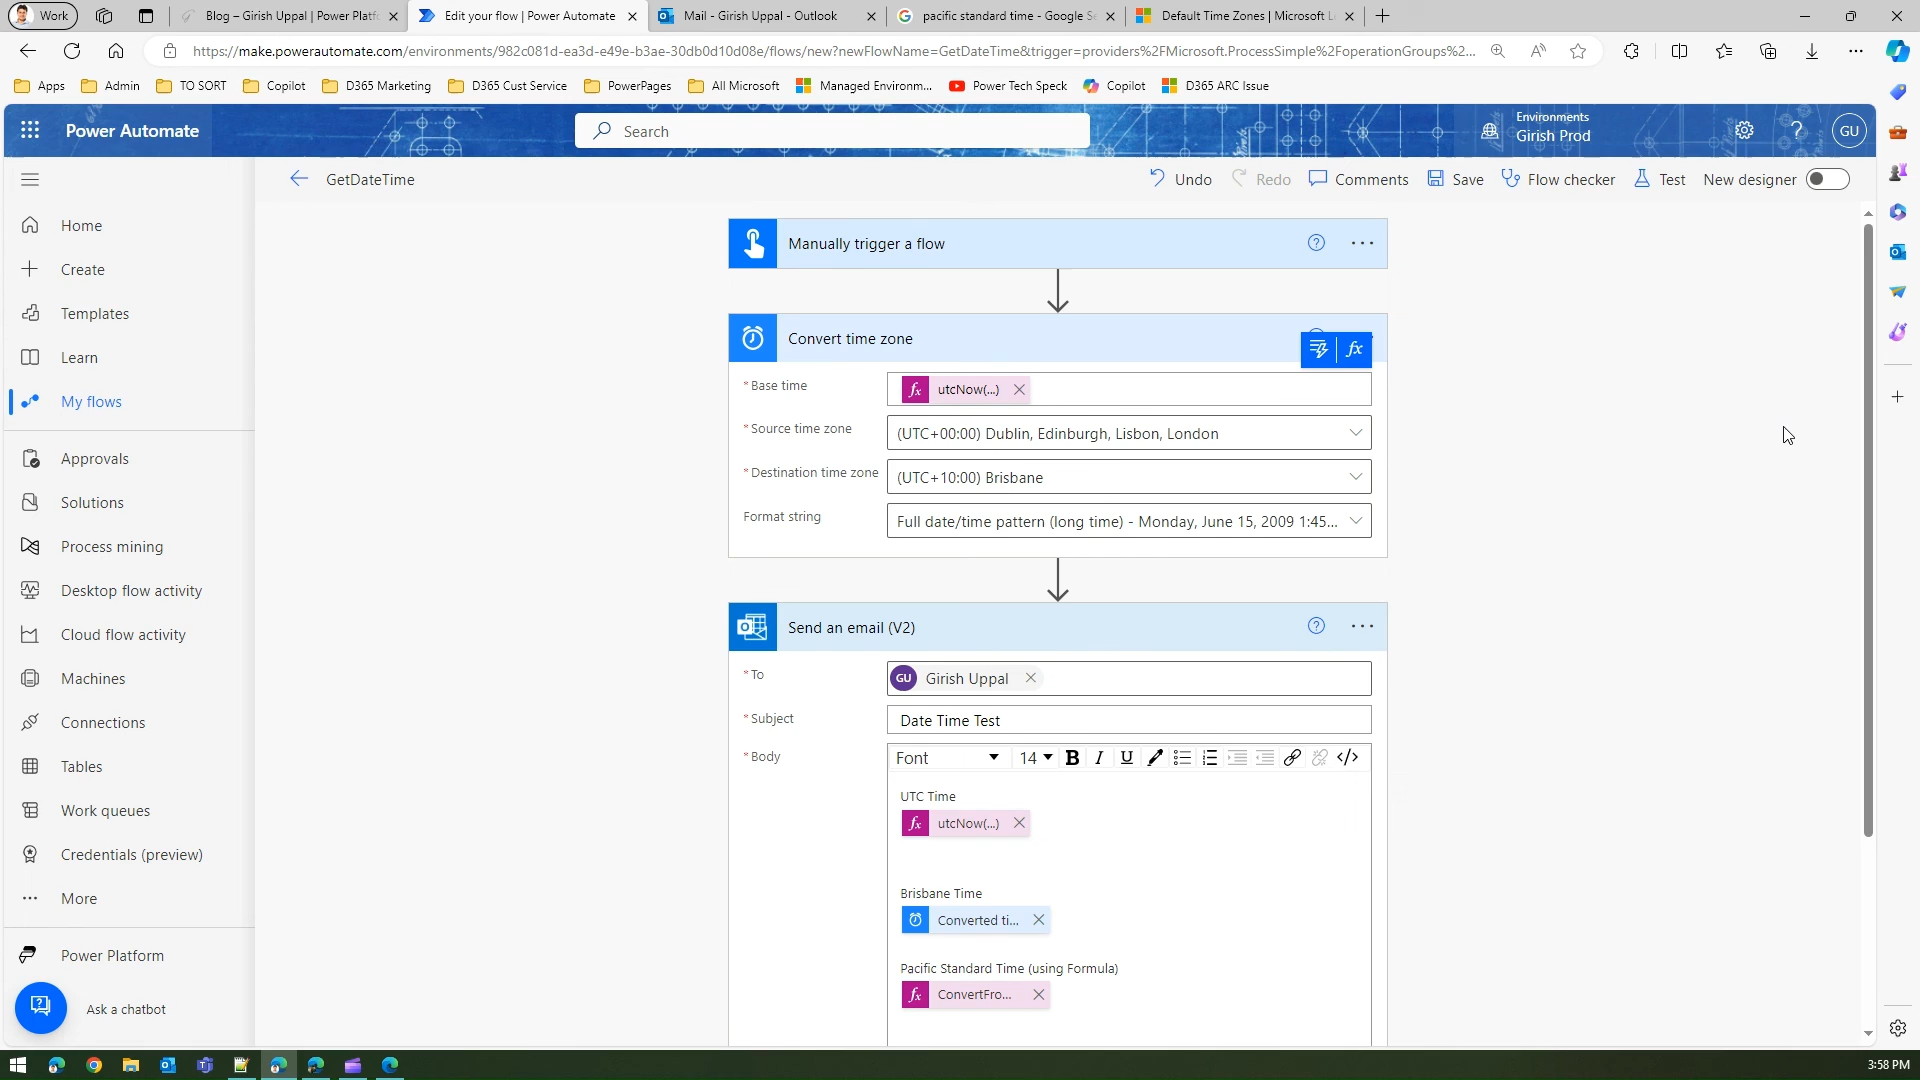 Work
Blog – Girish Uppal | Power Platf
Edit your flow | Power Automate
Mail - Girish Uppal - Outlook
pacific standard time - Google Se
Default Time Zones | Microsoft L
https://make.powerautomate.com/environments/982c081d-ea3d-e49e-b3ae-30db0d10d08e/flows/new?newFlowName=GetDateTime&trigger=providers%2FMicrosoft.ProcessSimple%2FoperationGroups%2...
Apps
Admin
TO SORT
Copilot
D365 Marketing
D365 Cust Service
PowerPages
All Microsoft
Managed Environm...
Power Tech Speck
Copilot
D365 ARC Issue
Power Automate
Search
Environments
Girish Prod
GU
GetDateTime
Undo
Redo
Comments
Save
Flow checker
Test
New designer
Home
Create
Templates
Learn
My flows
Approvals
Solutions
Process mining
Desktop flow activity
Cloud flow activity
Machines
Connections
Tables
Work queues
Credentials (preview)
More
Power Platform
Ask a chatbot
Manually trigger a flow
Convert time zone
fx
* Base time
fx utcNow(...)
* Source time zone
(UTC+00:00) Dublin, Edinburgh, Lisbon, London
* Destination time zone
(UTC+10:00) Brisbane
Format string
Full date/time pattern (long time) - Monday, June 15, 2009 1:45...
Send an email (V2)
* To
GU Girish Uppal
* Subject
Date Time Test
* Body
Font
14
B I U
UTC Time
fx utcNow(...)
Brisbane Time
Converted ti...
Pacific Standard Time (using Formula)
fx ConvertFro...
3:58 PM